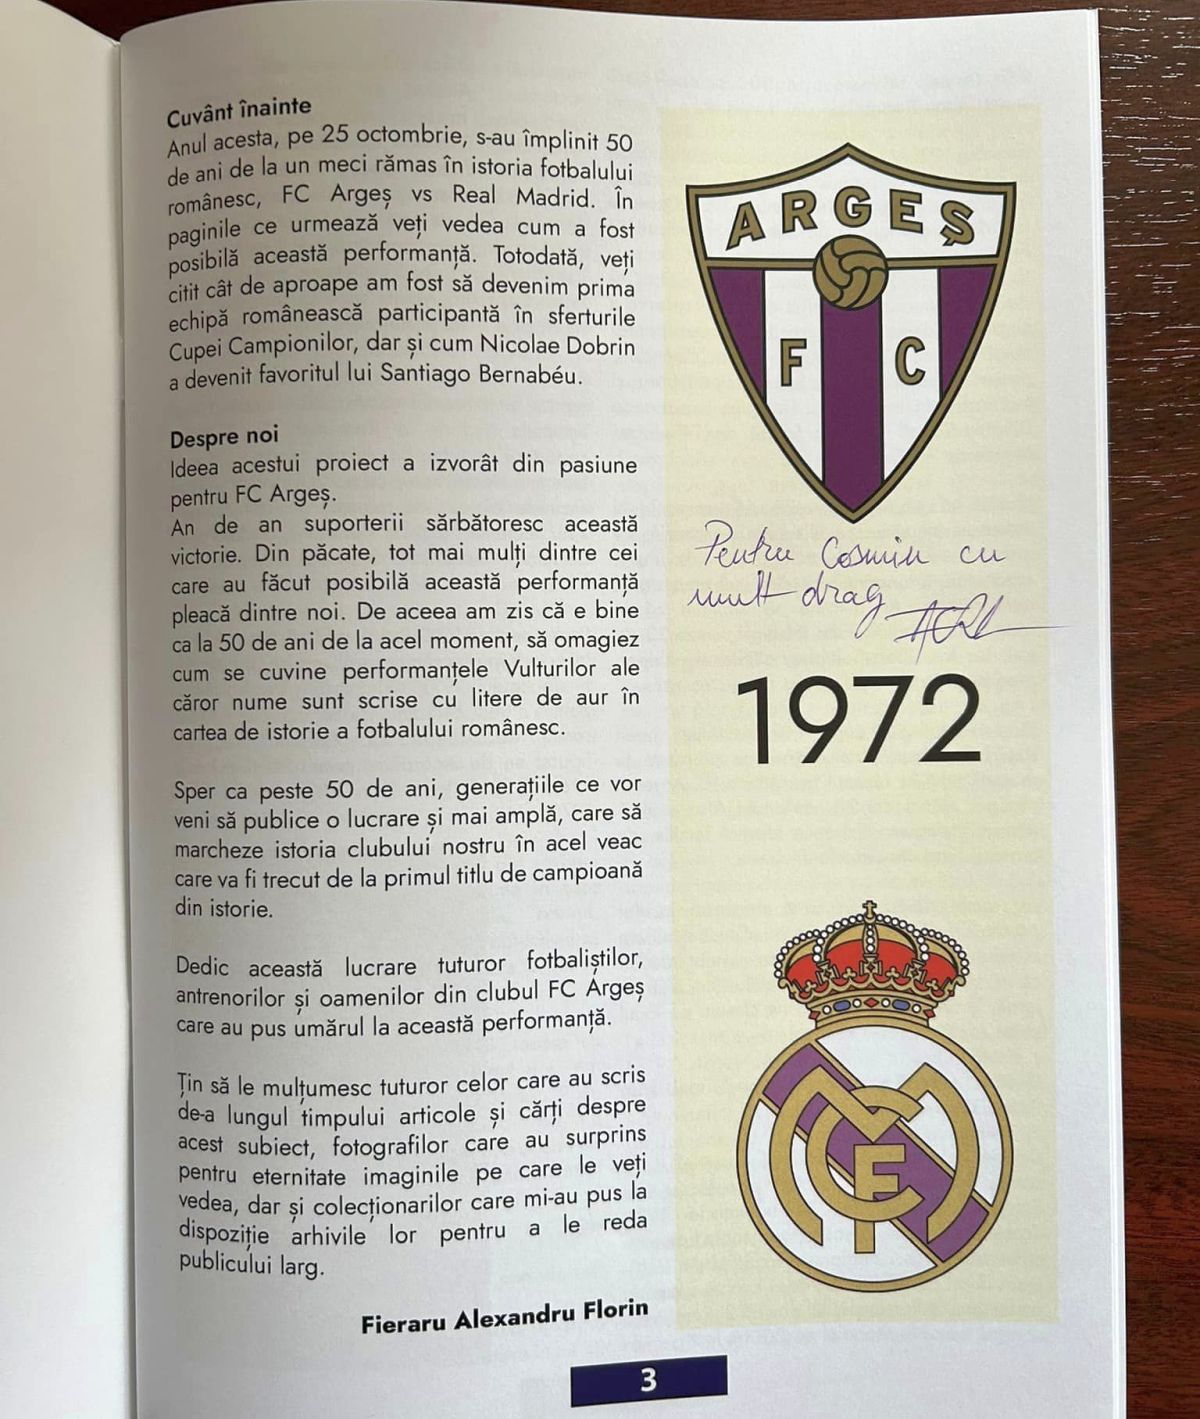 Cuvânt înainte
Anul acesta, pe 25 octombrie, s-au împlinit 50
de ani de la un meci rămas în istoria fotbalului
românesc, FC Argeș vs Real Madrid. În
paginile ce urmează veți vedea cum a fost
posibilă această performanță. Totodată, veți
citit cât de aproape am fost să devenim prima
echipă românească participantă în sferturile
Cupei Campionilor, dar și cum Nicolae Dobrin
a devenit favoritul lui Santiago Bernabéu.
Despre noi
Ideea acestui proiect a izvorât din pasiune
pentru FC Argeș.
An de an suporterii sărbătoresc această
victorie. Din păcate, tot mai mulți dintre cei
care au făcut posibilă această performanță
pleacă dintre noi. De aceea am zis că e bine
ca la 50 de ani de la acel moment, să omagiez
cum se cuvine performanțele Vulturilor ale
căror nume sunt scrise cu litere de aur în
cartea de istorie a fotbalului românesc.
Sper ca peste 50 de ani, generațiile ce vor
veni să publice o lucrare și mai amplă, care să
marcheze istoria clubului nostru în acel veac
care va fi trecut de la primul titlu de campioană
din istorie.
Dedic această lucrare tuturor fotbaliștilor,
antrenorilor și oamenilor din clubul FC Argeș
care au pus umărul la această performanță.
Țin să le mulțumesc tuturor celor care au scris
de-a lungul timpului articole și cărți despre
acest subiect, fotografilor care au surprins
pentru eternitate imaginile pe care le veți
vedea, dar și colecționarilor care mi-au pus la
dispoziție arhivele lor pentru a le reda
publicului larg.
Fieraru Alexandru Florin
ARGEȘ
F C
Pentru Cosmin cu
mult drag
1972
MCF
3